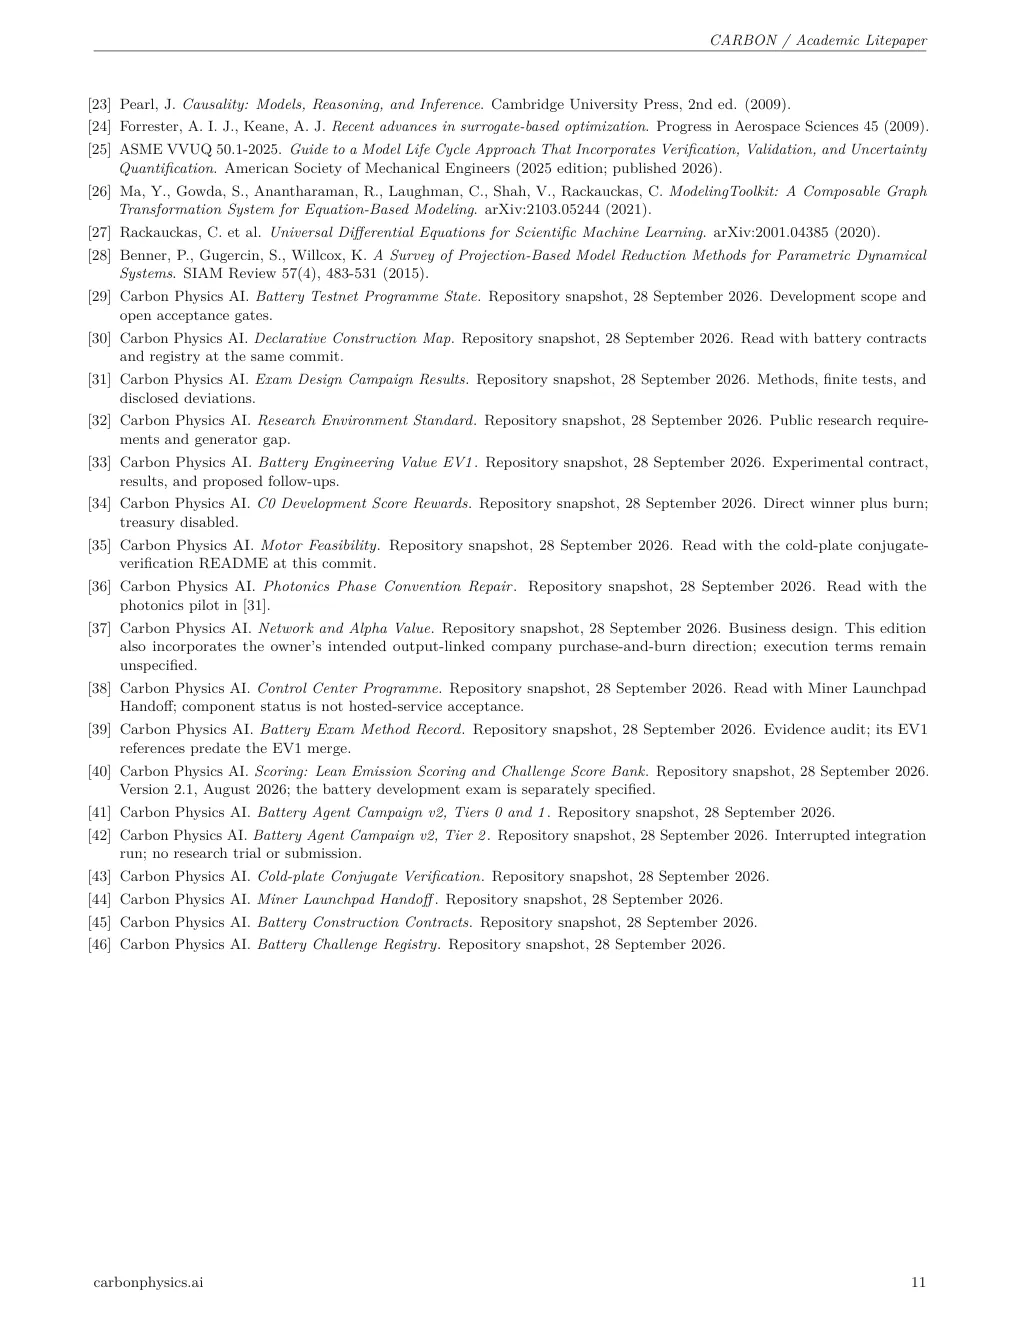 CARBON / Academic Litepaper
[23] Pearl, J. Causality: Models, Reasoning, and Inference. Cambridge University Press, 2nd ed. (2009).
[24] Forrester, A. I. J., Keane, A. J. Recent advances in surrogate-based optimization. Progress in Aerospace Sciences 45 (2009).
[25] ASME VVUQ 50.1-2025. Guide to a Model Life Cycle Approach That Incorporates Verification, Validation, and Uncertainty
Quantification. American Society of Mechanical Engineers (2025 edition; published 2026).
[26] Ma, Y., Gowda, S., Anantharaman, R., Laughman, C., Shah, V., Rackauckas, C. ModelingToolkit: A Composable Graph
Transformation System for Equation-Based Modeling. arXiv:2103.05244 (2021).
[27] Rackauckas, C. et al. Universal Differential Equations for Scientific Machine Learning. arXiv:2001.04385 (2020).
[28] Benner, P., Gugercin, S., Willcox, K. A Survey of Projection-Based Model Reduction Methods for Parametric Dynamical
Systems. SIAM Review 57(4), 483-531 (2015).
[29] Carbon Physics AI. Battery Testnet Programme State. Repository snapshot, 28 September 2026. Development scope and
open acceptance gates.
[30] Carbon Physics AI. Declarative Construction Map. Repository snapshot, 28 September 2026. Read with battery contracts
and registry at the same commit.
[31] Carbon Physics AI. Exam Design Campaign Results. Repository snapshot, 28 September 2026. Methods, finite tests, and
disclosed deviations.
[32] Carbon Physics AI. Research Environment Standard. Repository snapshot, 28 September 2026. Public research require-
ments and generator gap.
[33] Carbon Physics AI. Battery Engineering Value EV1. Repository snapshot, 28 September 2026. Experimental contract,
results, and proposed follow-ups.
[34] Carbon Physics AI. C0 Development Score Rewards. Repository snapshot, 28 September 2026. Direct winner plus burn;
treasury disabled.
[35] Carbon Physics AI. Motor Feasibility. Repository snapshot, 28 September 2026. Read with the cold-plate conjugate-
verification README at this commit.
[36] Carbon Physics AI. Photonics Phase Convention Repair. Repository snapshot, 28 September 2026. Read with the
photonics pilot in [31].
[37] Carbon Physics AI. Network and Alpha Value. Repository snapshot, 28 September 2026. Business design. This edition
also incorporates the owner's intended output-linked company purchase-and-burn direction; execution terms remain
unspecified.
[38] Carbon Physics AI. Control Center Programme. Repository snapshot, 28 September 2026. Read with Miner Launchpad
Handoff; component status is not hosted-service acceptance.
[39] Carbon Physics AI. Battery Exam Method Record. Repository snapshot, 28 September 2026. Evidence audit; its EV1
references predate the EV1 merge.
[40] Carbon Physics AI. Scoring: Lean Emission Scoring and Challenge Score Bank. Repository snapshot, 28 September 2026.
Version 2.1, August 2026; the battery development exam is separately specified.
[41] Carbon Physics AI. Battery Agent Campaign v2, Tiers 0 and 1. Repository snapshot, 28 September 2026.
[42] Carbon Physics AI. Battery Agent Campaign v2, Tier 2. Repository snapshot, 28 September 2026. Interrupted integration
run; no research trial or submission.
[43] Carbon Physics AI. Cold-plate Conjugate Verification. Repository snapshot, 28 September 2026.
[44] Carbon Physics AI. Miner Launchpad Handoff. Repository snapshot, 28 September 2026.
[45] Carbon Physics AI. Battery Construction Contracts. Repository snapshot, 28 September 2026.
[46] Carbon Physics AI. Battery Challenge Registry. Repository snapshot, 28 September 2026.
carbonphysics.ai
11